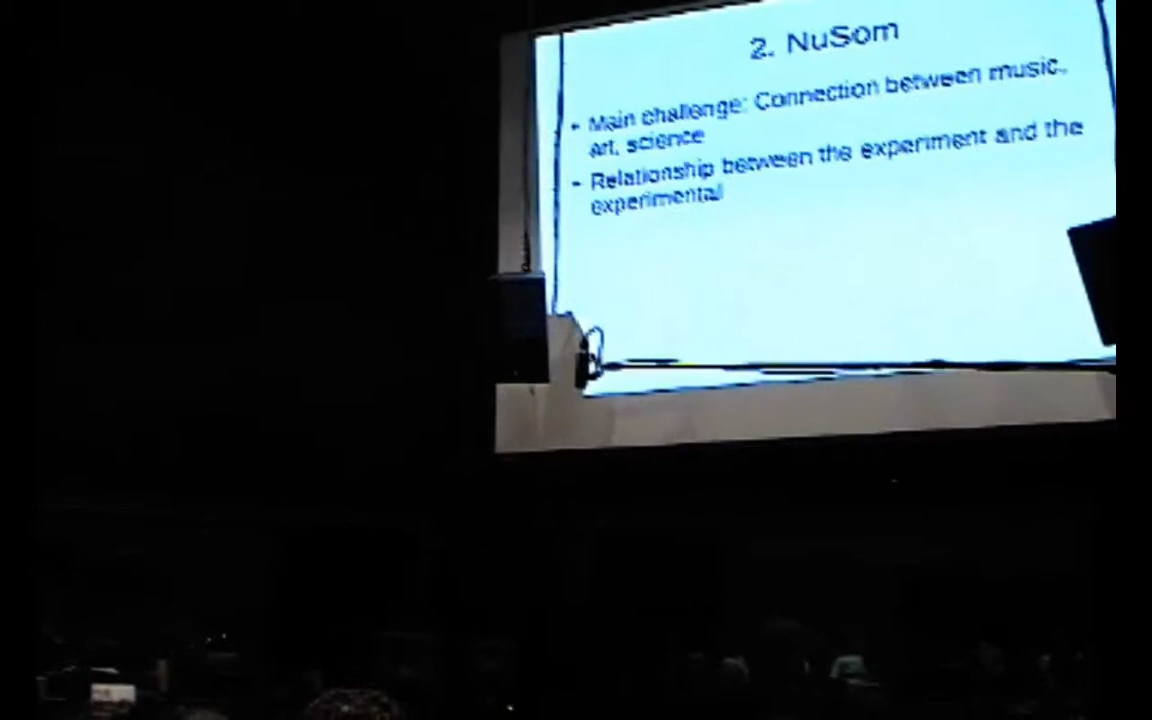 2. NuSom
- Main challenge: Connection between music,
art, science
- Relationship between the experiment and the
experimental